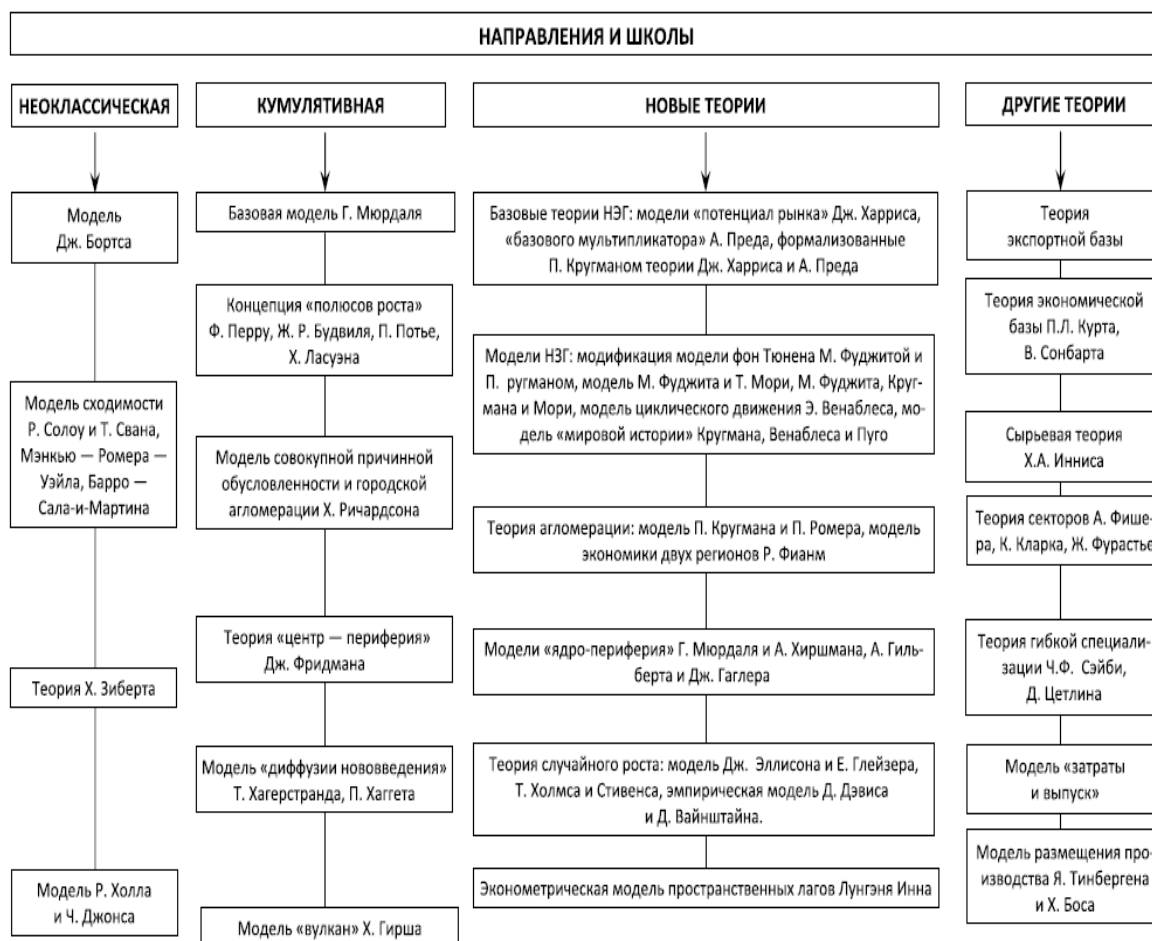 НАПРАВЛЕНИЯ И ШКОЛЫ
НЕОКЛАССИЧЕСКАЯ
Модель
Дж. Бортса
Модель сходимости
Р. Солоу и Т. Свана,
Мэнкью — Ромера —
Уэйла, Барро —
Сала-и-Мартина
Теория Х. Зиберта
Модель Р. Холла
и Ч. Джонса
КУМУЛЯТИВНАЯ
Базовая модель Г. Мюрдаля
Концепция «полюсов роста»
Ф. Перру, Ж. Р. Будвиля, П. Потье,
Х. Ласуэна
Модель совокупной причинной
обусловленности и городской
агломерации Х. Ричардсона
Теория «центр — периферия»
Дж. Фридмана
Модель «диффузии нововведения»
Т. Хагерстранда, П. Хаггета
Модель «вулкан» Х. Гирша
НОВЫЕ ТЕОРИИ
Базовые теории НЭГ: модели «потенциал рынка» Дж. Харриса,
«базового мультипликатора» А. Преда, формализованные
П. Кругманом теории Дж. Харриса и А. Преда
Модели НЗГ: модификация модели фон Тюнена М. Фуджитой и
П. ругманом, модель М. Фуджита и Т. Мори, М. Фуджита, Круг-
мана и Мори, модель циклического движения Э. Венаблеса, мо-
дель «мировой истории» Кругмана, Венаблеса и Пуго
Теория агломерации: модель П. Кругмана и П. Ромера, модель
экономики двух регионов Р. Фианм
Модели «ядро-периферия» Г. Мюрдаля и А. Хиршмана, А. Гиль-
берта и Дж. Гаглера
Теория случайного роста: модель Дж. Эллисона и Е. Глейзера,
Т. Холмса и Стивенса, эмпирическая модель Д. Дэвиса
и Д. Вайнштайна.
Эконометрическая модель пространственных лагов Лунгэня Инна
ДРУГИЕ ТЕОРИИ
Теория
экспортной базы
Теория экономической
базы П.Л. Курта,
В. Сонбарта
Сырьевая теория
Х.А. Инниса
Теория секторов А. Фише-
ра, К. Кларка, Ж. Фурастье
Теория гибкой специали-
зации Ч.Ф. Сэйби,
Д. Цетлина
Модель «затраты
и выпуск»
Модель размещения про-
изводства Я. Тинбергена
и Х. Боса